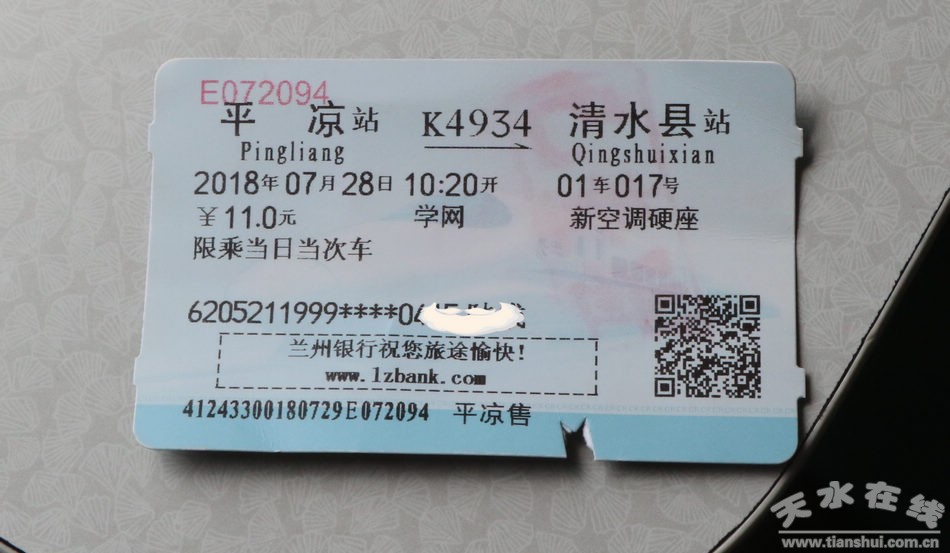 E072094
平 凉站 K4934 清水县站
Pingliang Qingshuixian
2018年07月28日 10:20开 01车017号
￥11.0元 学网 新空调硬座
限乘当日当次车
6205211999****04
兰州银行祝您旅途愉快!
www.lzbank.com
41243300180729E072094 平凉售
天水在线
www.tianshui.com.cn